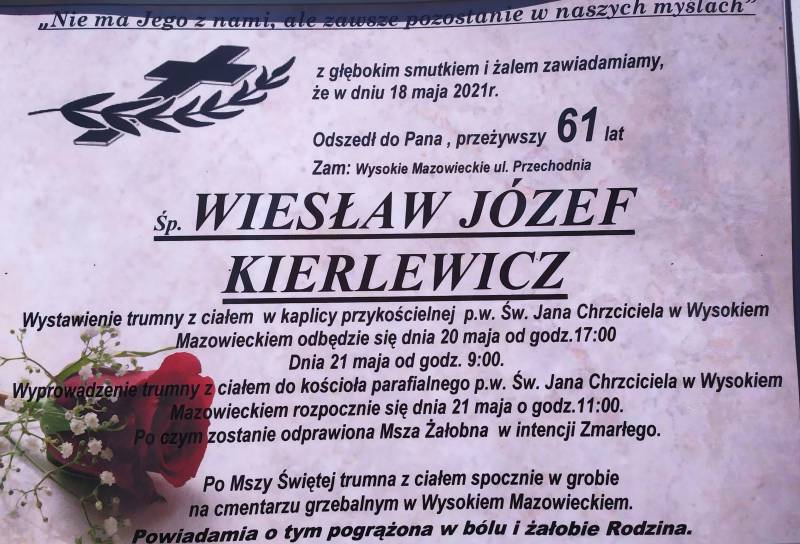 „Nie ma Jego z nami, ale zawsze pozostanie w naszych myślach”
z głębokim smutkiem i żalem zawiadamiamy,
że w dniu 18 maja 2021r.
Odszedł do Pana , przeżywszy 61 lat
Zam: Wysokie Mazowieckie ul. Przechodnia
Śp. WIESŁAW JÓZEF
KIERLEWICZ
Wystawienie trumny z ciałem w kaplicy przykościelnej p.w. Św. Jana Chrzciciela w Wysokiem
Mazowieckiem odbędzie się dnia 20 maja od godz.17:00
Dnia 21 maja od godz. 9:00.
Wyprowadzenie trumny z ciałem do kościoła parafialnego p.w. Św. Jana Chrzciciela w Wysokiem
Mazowieckiem rozpocznie się dnia 21 maja o godz.11:00.
Po czym zostanie odprawiona Msza Żałobna w intencji Zmarłego.
Po Mszy Świętej trumna z ciałem spocznie w grobie
na cmentarzu grzebalnym w Wysokiem Mazowieckiem.
Powiadamia o tym pogrążona w bólu i żałobie Rodzina.